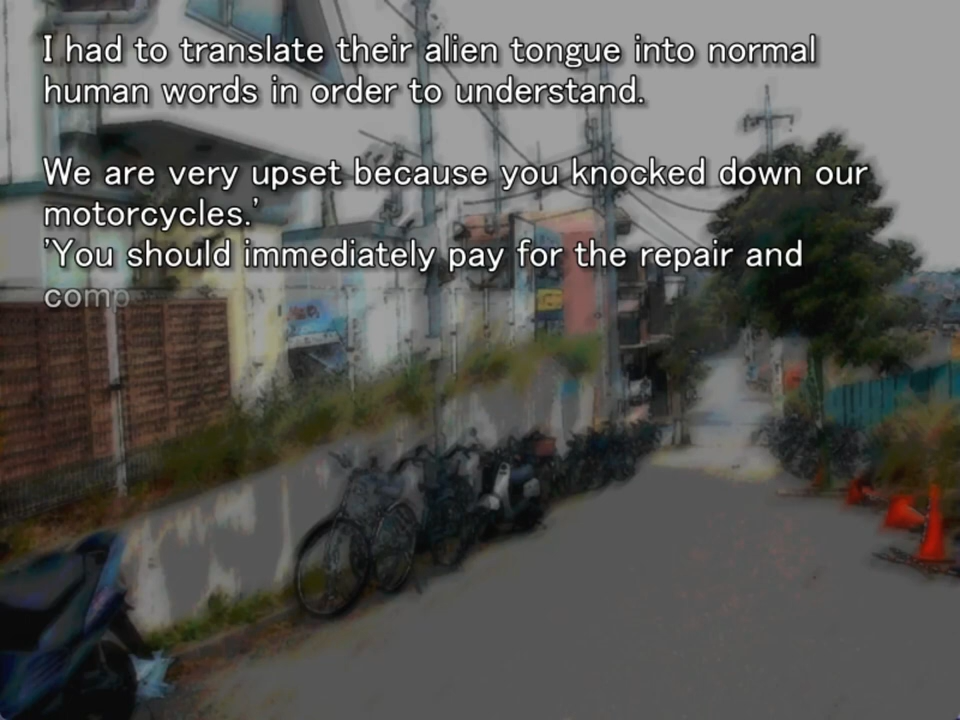 I had to translate their alien tongue into normal
human words in order to understand.
We are very upset because you knocked down our
motorcycles.'
'You should immediately pay for the repair and
comp